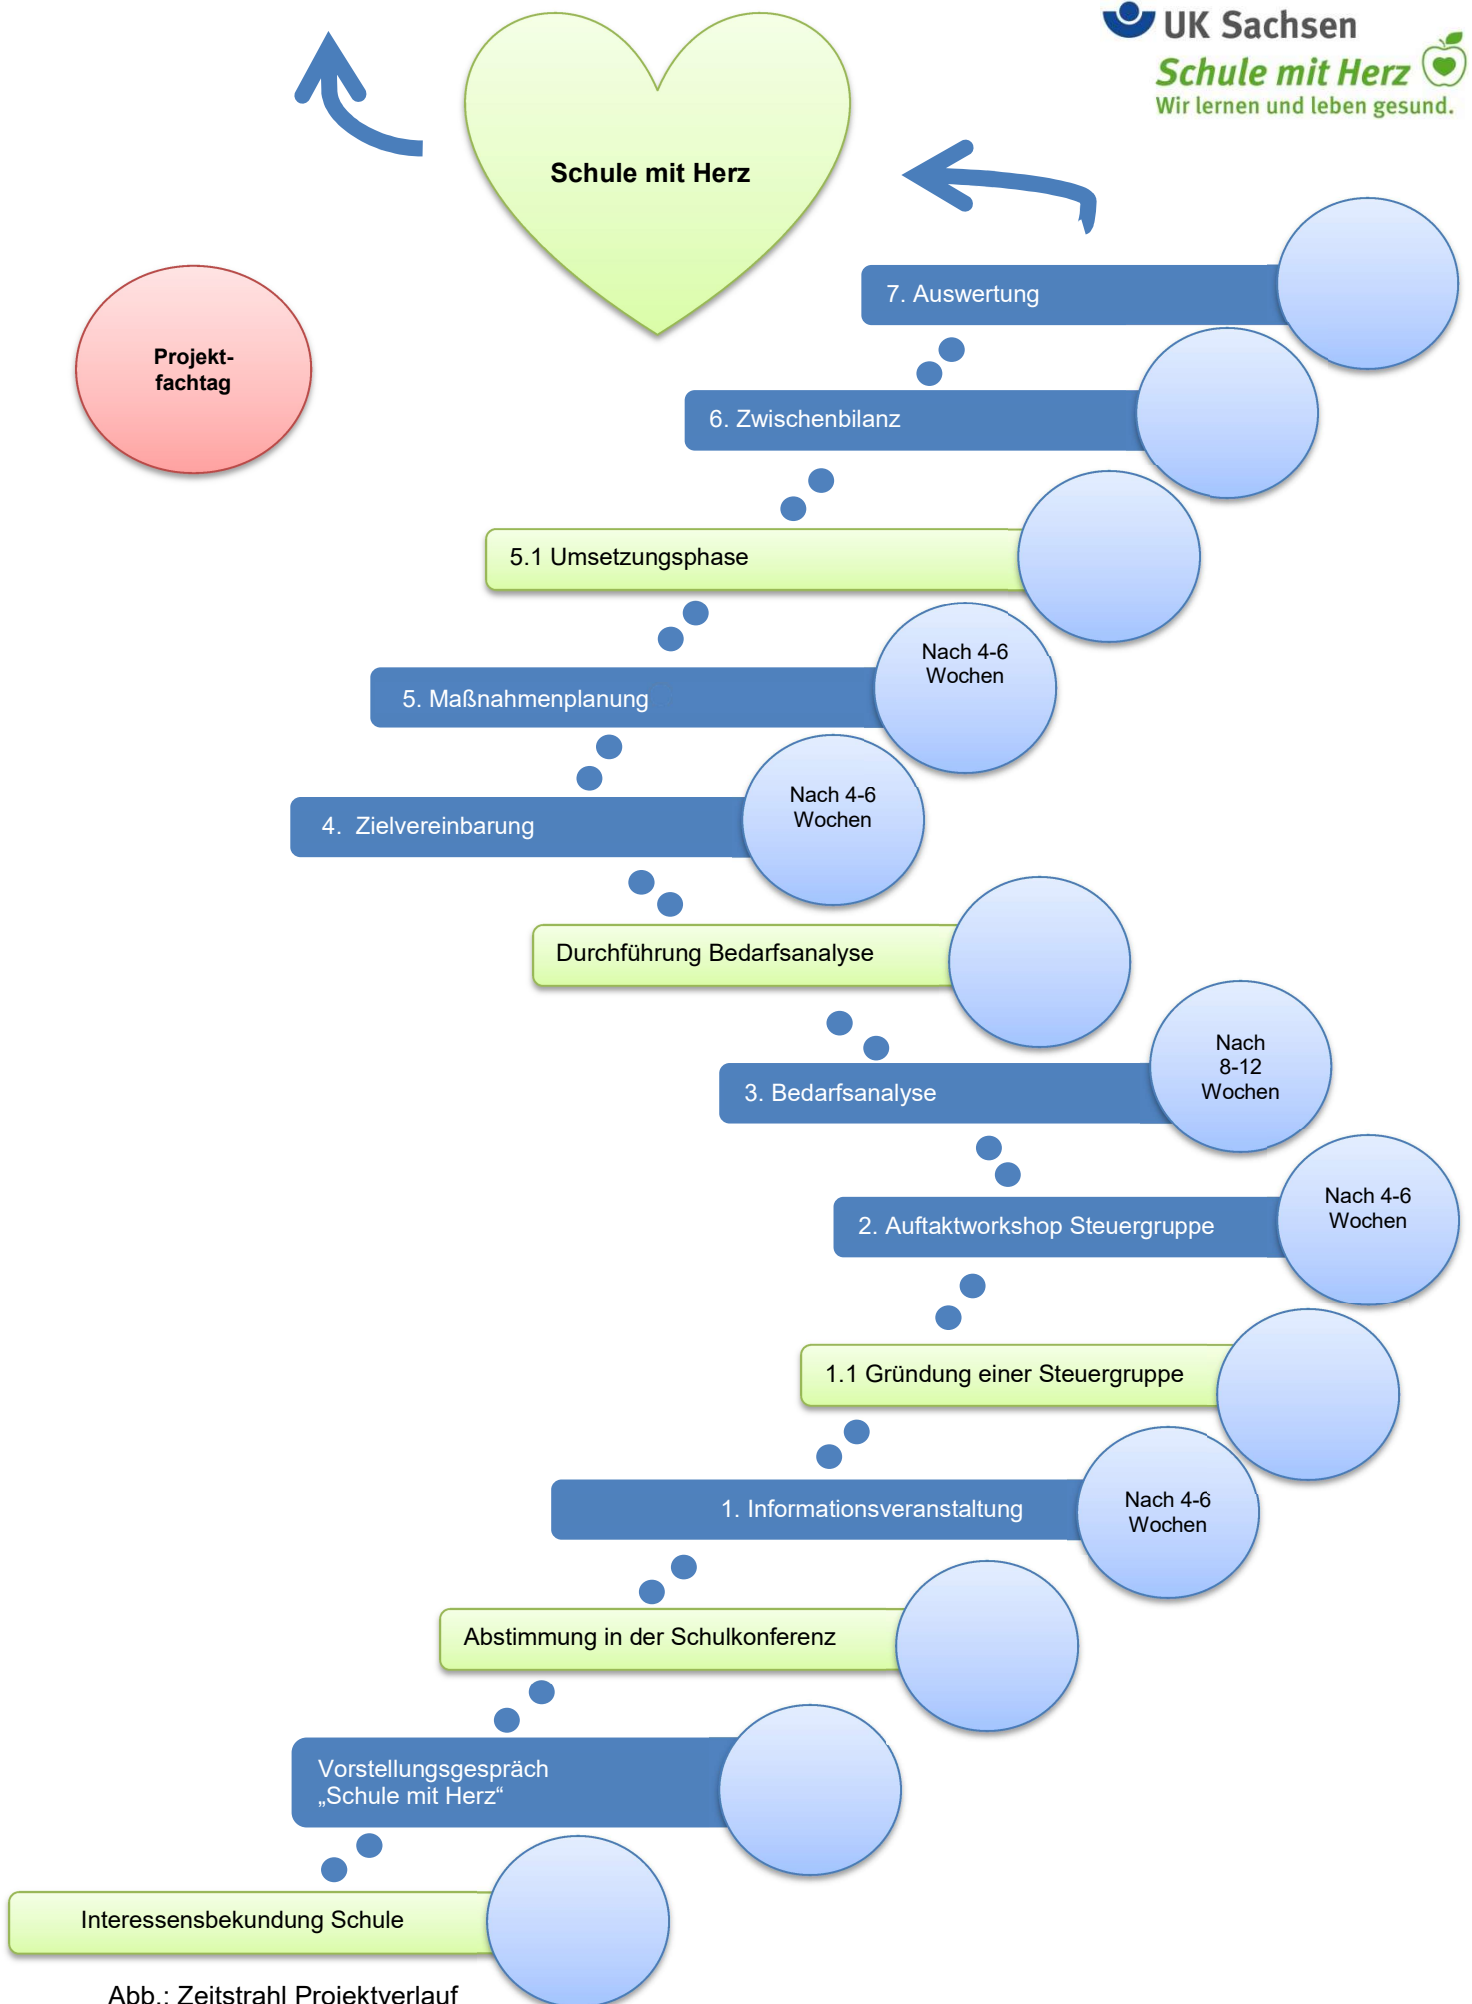 UK Sachsen
Schule mit Herz
Wir lernen und leben gesund.
Schule mit Herz
7. Auswertung
Projekt-
fachtag
6. Zwischenbilanz
5.1 Umsetzungsphase
Nach 4-6
Wochen
5. Maßnahmenplanung
Nach 4-6
Wochen
4. Zielvereinbarung
Durchführung Bedarfsanalyse
Nach
8-12
Wochen
3. Bedarfsanalyse
Nach 4-6
Wochen
2. Auftaktworkshop Steuergruppe
1.1 Gründung einer Steuergruppe
1. Informationsveranstaltung
Nach 4-6
Wochen
Abstimmung in der Schulkonferenz
Vorstellungsgespräch
„Schule mit Herz“
Interessensbekundung Schule
Abb.: Zeitstrahl Projektverlauf